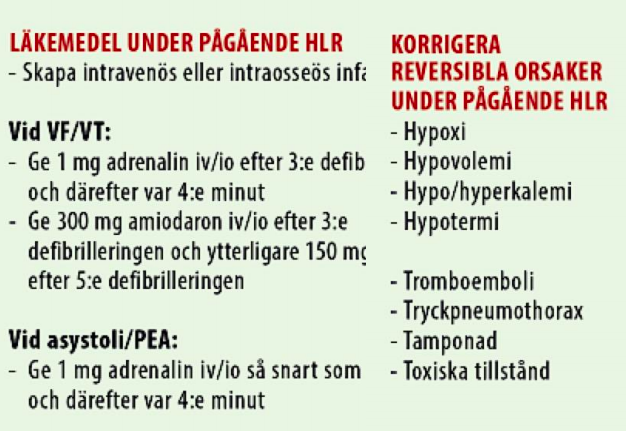 LÄKEMEDEL UNDER PÅGÅENDE HLR
- Skapa intravenös eller intraosseös
Vid VF/VT:
- Ge 1 mg adrenalin iv/io efter 3:e
och därefter var 4:e minut
- Ge 300 mg amiodaron iv/io efter 3:e
defibrilleringen och ytterligare 150 mg
efter 5:e defibrilleringen
Vid asystoli/PEA:
- Ge 1 mg adrenalin iv/io så snart som
och därefter var 4:e minut
KORRIGERA
REVERSIBLA ORSAKER
UNDER PÅGÅENDE HLR
- Hypoxi
- Hypovolemi
- Hypo/hyperkalemi
- Hypotermi
- Tromboemboli
- Tryckpneumothorax
- Tamponad
- Toxiska tillstånd